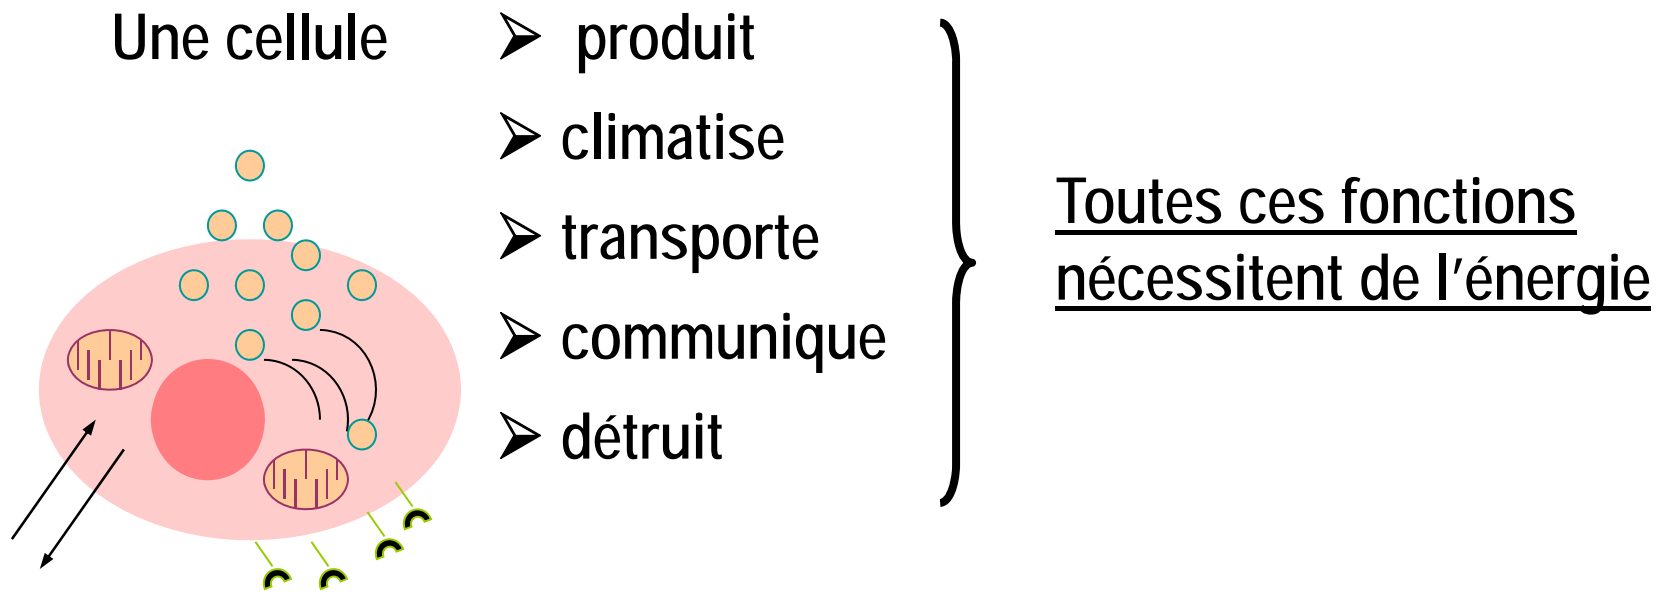 Une cellule
produit
climatise
transporte
communique
détruit
Toutes ces fonctions
nécessitent de l'énergie